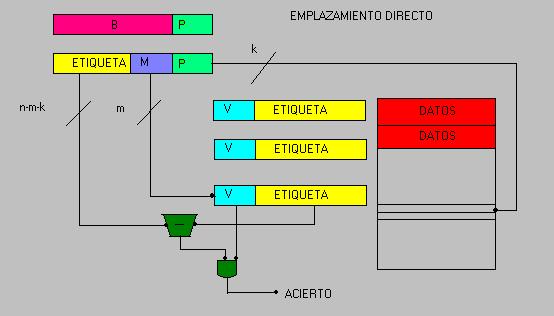 EMPLAZAMIENTO DIRECTO
B P
k
ETIQUETA M P
n-m-k m
V ETIQUETA DATOS
DATOS
V ETIQUETA
V ETIQUETA
ACIERTO